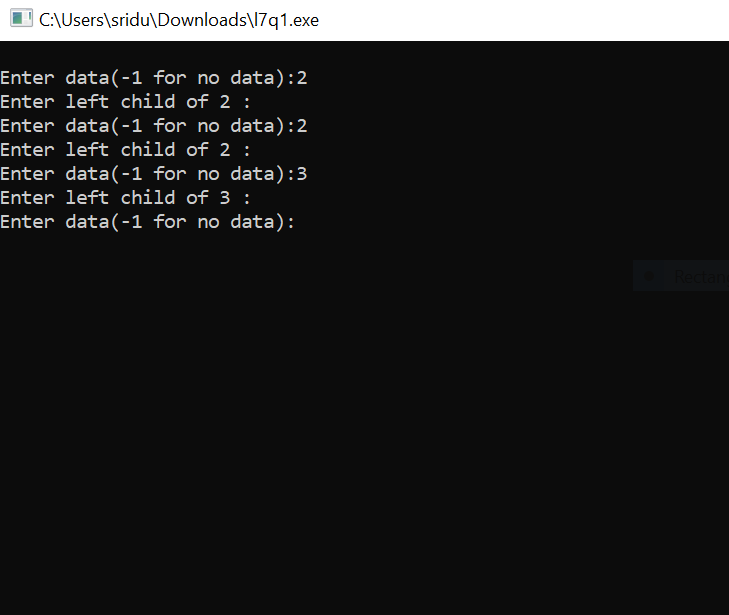 C:\Users\sridu\Downloads\l7q1.exe
Enter data(-1 for no data):2
Enter left child of 2 :
Enter data(-1 for no data):2
Enter left child of 2 :
Enter data(-1 for no data):3
Enter left child of 3 :
Enter data(-1 for no data):